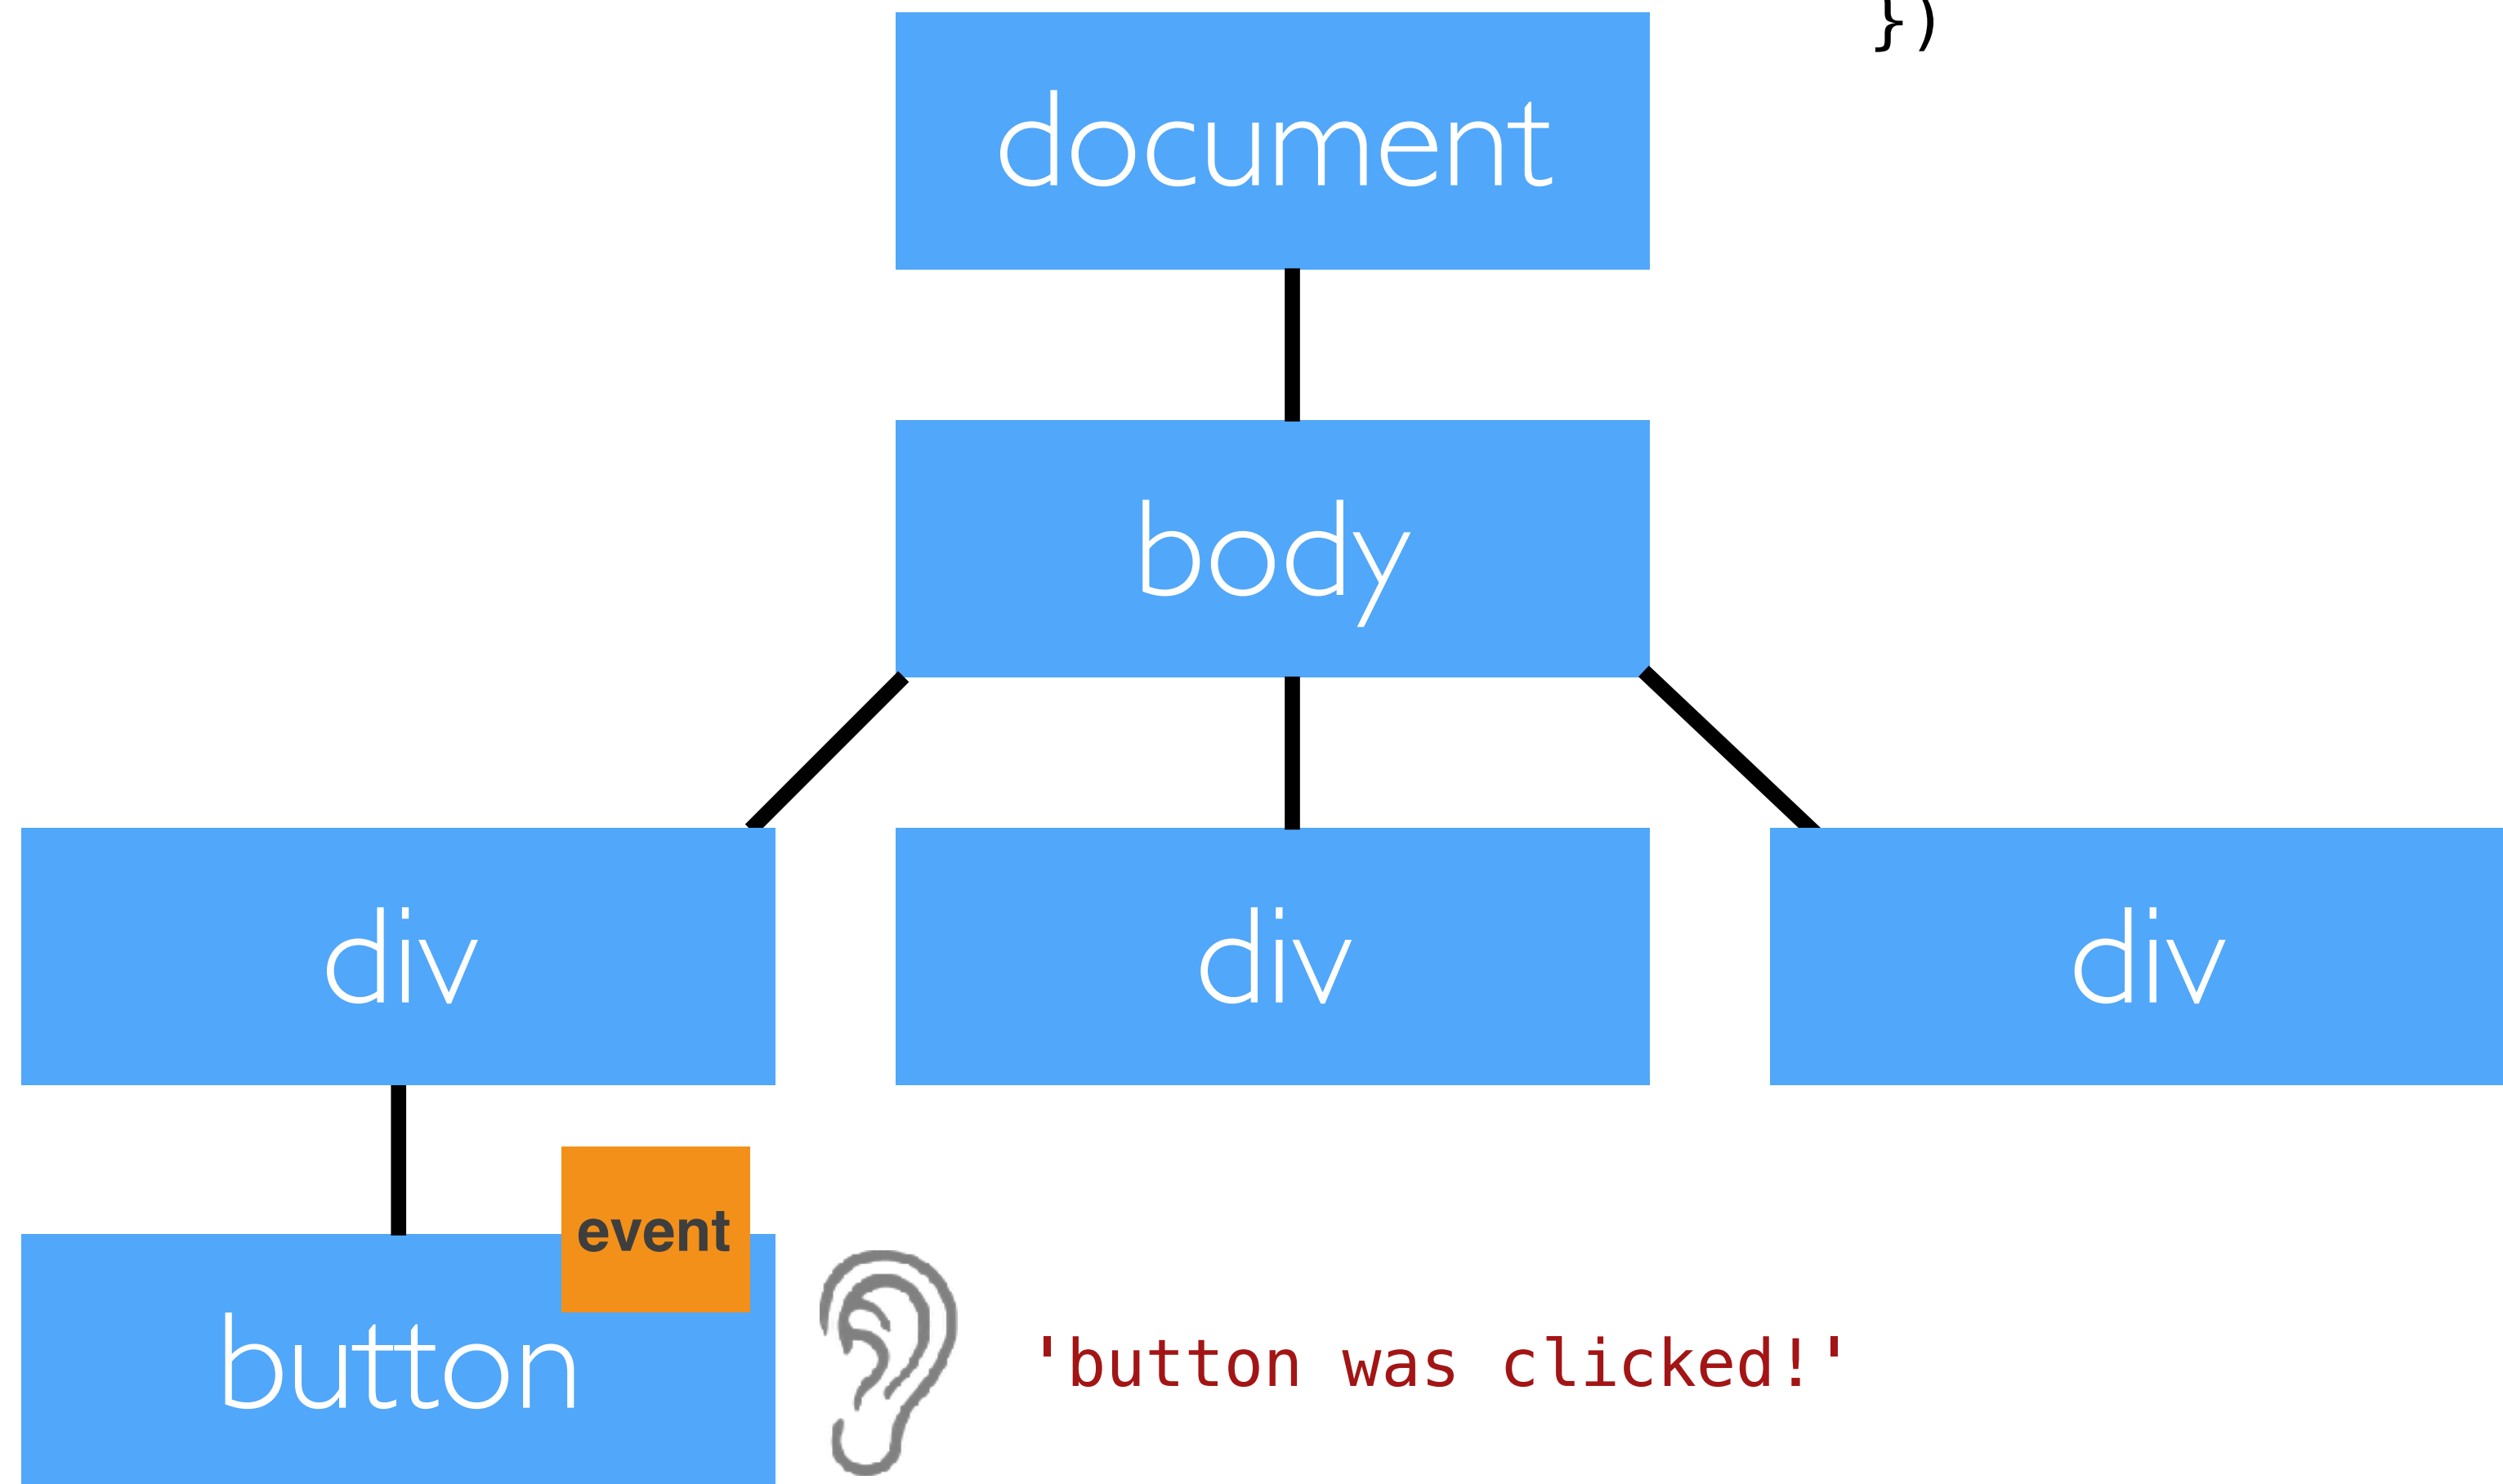 })
document
body
div
div
div
event
button
'button was clicked!'